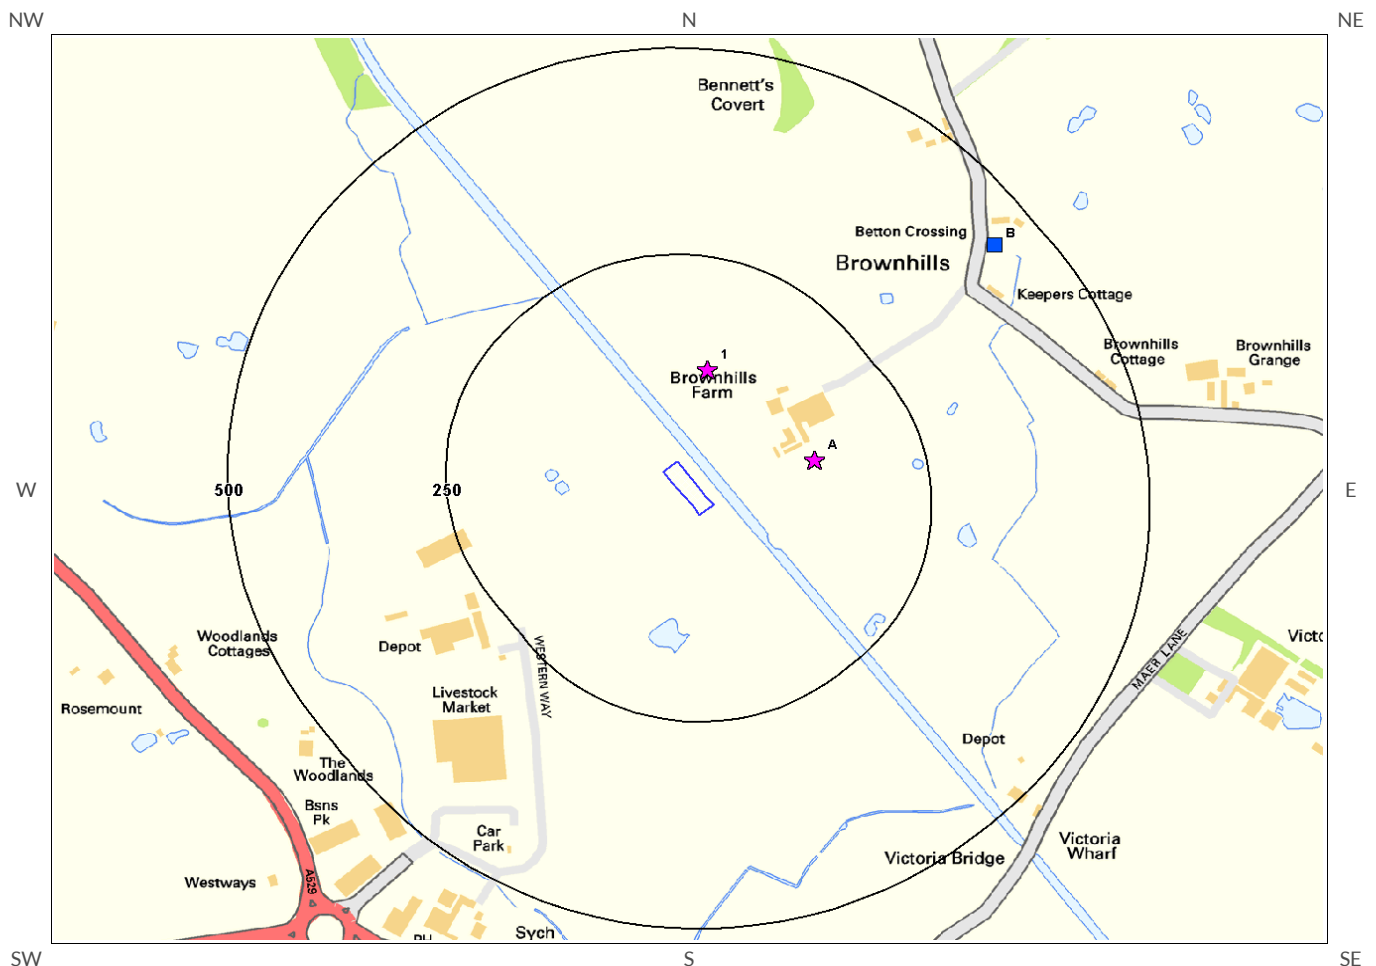 NW
N
NE
Bennett's
Covert
Betton Crossing
B
Brownhills
Keepers Cottage
Brownhills
Cottage
Brownhills
Grange
1
Brownhills
Farm
A
W
500
250
E
Woodlands
Cottages
Depot
WESTERN WAY
MAER LANE
Victo
Rosemount
Livestock
Market
Depot
The
Woodlands
Bsns
Pk
Car
Park
Victoria Bridge
Victoria
Wharf
Westways
A529
Sych
PH
SW
S
SE